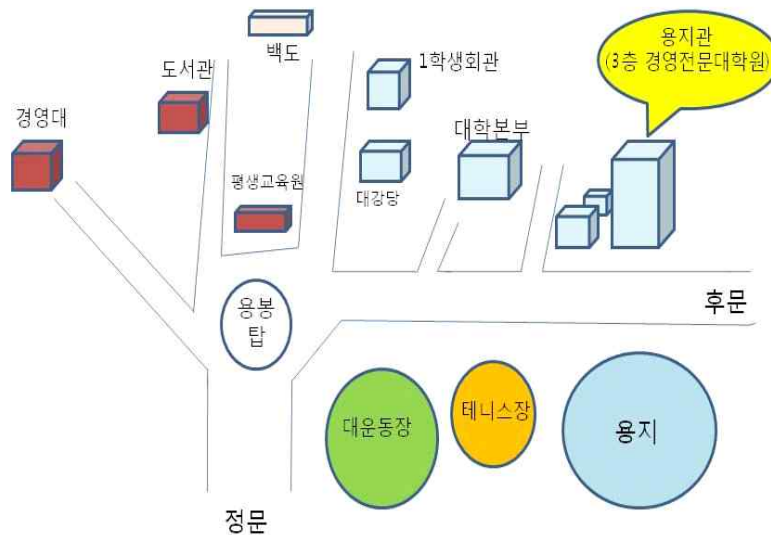 백도
용지관
(3층 경영전문대학원)
1학생회관
도서관
경영대
대학본부
평생교육원
대강당
후문
용봉
탑
대운동장
테니스장
용지
정문